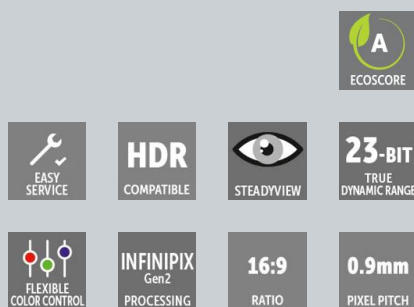 A
ECOSCORE
EASY
SERVICE
HDR
COMPATIBLE
STEADYVIEW
23-BIT
TRUE
DYNAMIC RANGE
FLEXIBLE
COLOR CONTROL
INFINIPIX
Gen2
PROCESSING
16:9
RATIO
0.9mm
PIXEL PITCH